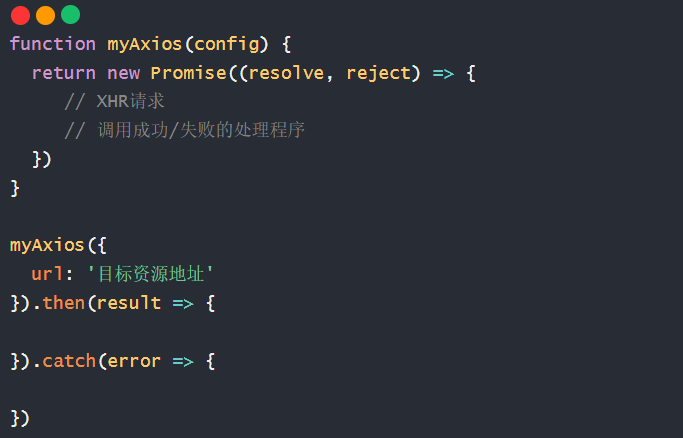 function myAxios(config) {
  return new Promise((resolve, reject) => {
     // XHR请求
     // 调用成功/失败的处理程序
  })
}
myAxios({
  url: '目标资源地址'
}).then(result => {
}).catch(error => {
})